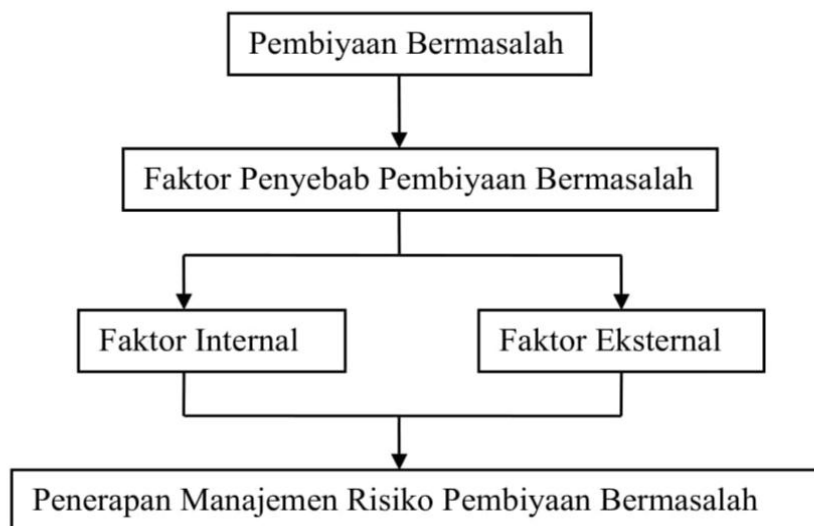 Pembiyaan Bermasalah
Faktor Penyebab Pembiyaan Bermasalah
Faktor Internal
Faktor Eksternal
Penerapan Manajemen Risiko Pembiyaan Bermasalah